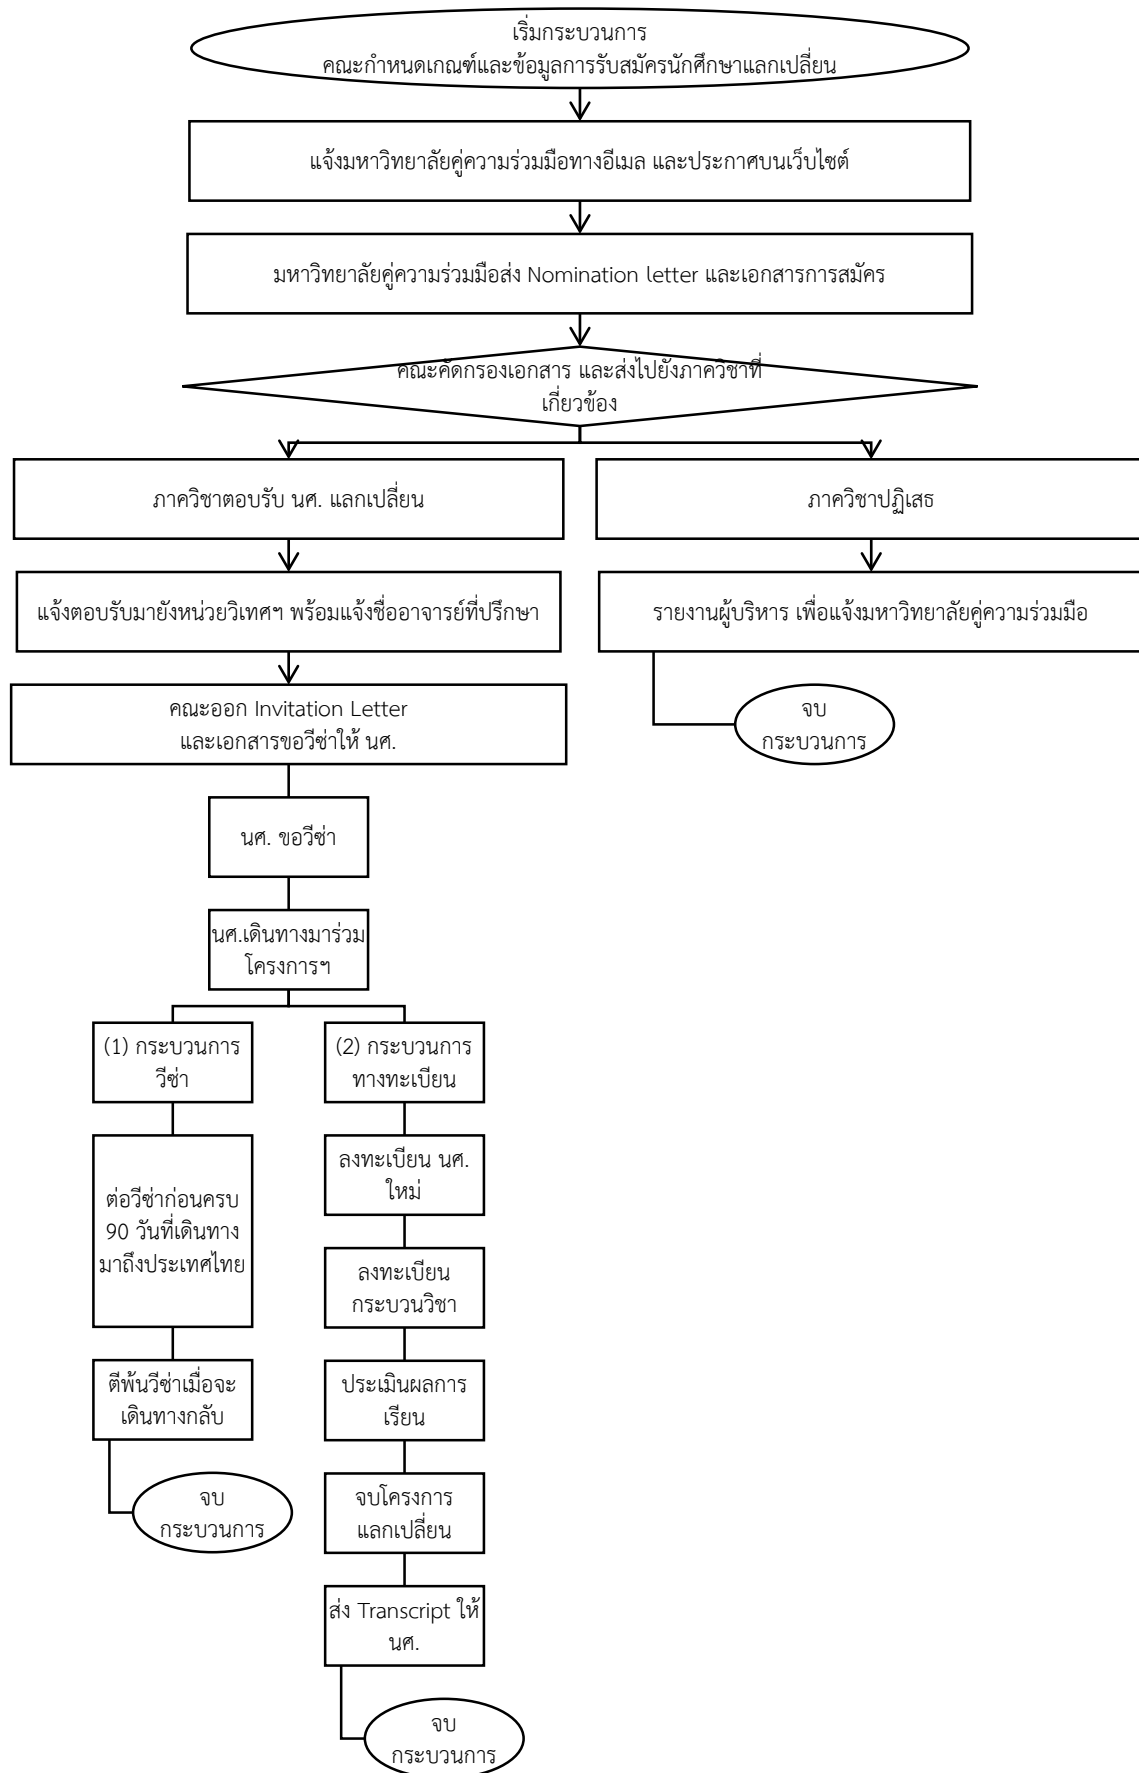 เริ่มกระบวนการ
คณะกำหนดเกณฑ์และข้อมูลการรับสมัครนักศึกษาแลกเปลี่ยน
แจ้งมหาวิทยาลัยคู่ความร่วมมือทางอีเมล และประกาศบนเว็บไซต์
มหาวิทยาลัยคู่ความร่วมมือส่ง Nomination letter และเอกสารการสมัคร
คณะคัดกรองเอกสาร และส่งไปยังภาควิชาที่
เกี่ยวข้อง
ภาควิชาตอบรับ นศ. แลกเปลี่ยน
ภาควิชาปฏิเสธ
แจ้งตอบรับมายังหน่วยวิเทศฯ พร้อมแจ้งชื่ออาจารย์ที่ปรึกษา
รายงานผู้บริหาร เพื่อแจ้งมหาวิทยาลัยคู่ความร่วมมือ
คณะออก Invitation Letter
และเอกสารขอวีซ่าให้ นศ.
จบ
กระบวนการ
นศ. ขอวีซ่า
นศ.เดินทางมาร่วม
โครงการฯ
(1) กระบวนการ
วีซ่า
(2) กระบวนการ
ทางทะเบียน
ต่อวีซ่าก่อนครบ
90 วันที่เดินทาง
มาถึงประเทศไทย
ลงทะเบียน นศ.
ใหม่
ลงทะเบียน
กระบวนวิชา
ตีพ้นวีซ่าเมื่อจะ
เดินทางกลับ
ประเมินผลการ
เรียน
จบ
กระบวนการ
จบโครงการ
แลกเปลี่ยน
ส่ง Transcript ให้
นศ.
จบ
กระบวนการ